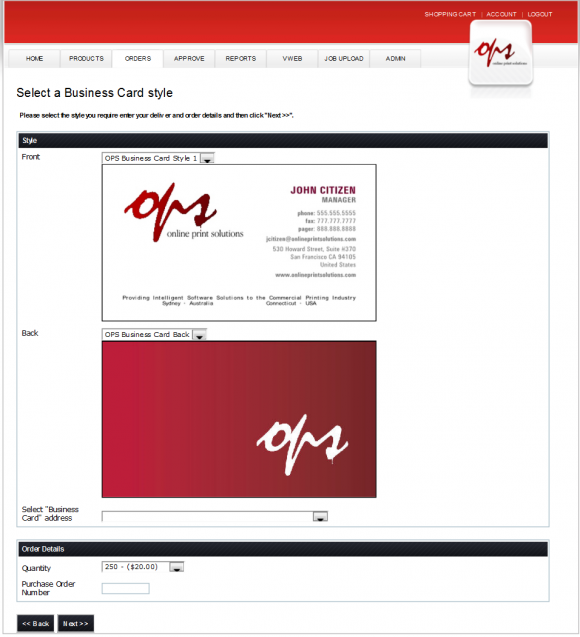 SHOPPING CART | ACCOUNT | LOGOUT
HOME PRODUCTS ORDERS APPROVE REPORTS VWEB JOB UPLOAD ADMIN
ops
online print solutions
Select a Business Card style
Please select the style you require enter your deliver and order details and then click "Next >>".
Style
Front
OPS Business Card Style 1
ops
online print solutions
JOHN CITIZEN
MANAGER
phone: 555.555.5555
fax: 777.777.7777
pager: 888.888.8888
jcitizen@onlineprintsolutions.com
530 Howard Street, Suite #370
San Francisco CA 94105
United States
www.onlineprintsolutions.com
Providing Intelligent Software Solutions to the Commercial Printing Industry
Sydney - Australia Connecticut - USA
Back
OPS Business Card Back
ops
Select "Business
Card" address
Order Details
Quantity
250 - ($20.00)
Purchase Order
Number
<< Back Next >>